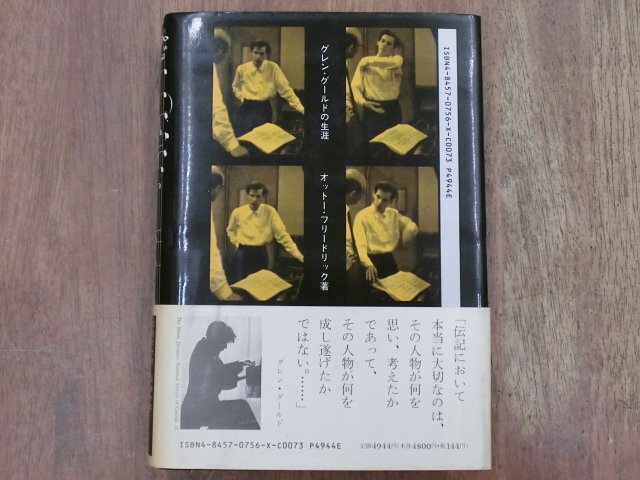 グレン・グールドの生涯
オットー・フリードリック著
ISBN4-8457-0756-X-C0073 P4944E
「伝記において
本当に大切なのは、
その人物が何を
思い、考えたか
であって、
その人物が何を
成し遂げたか
ではない。……」
グレン・グールド
ISBN4-8457-0756-X-C0073 P4944E
定価4944円(本体4800円・税144円)